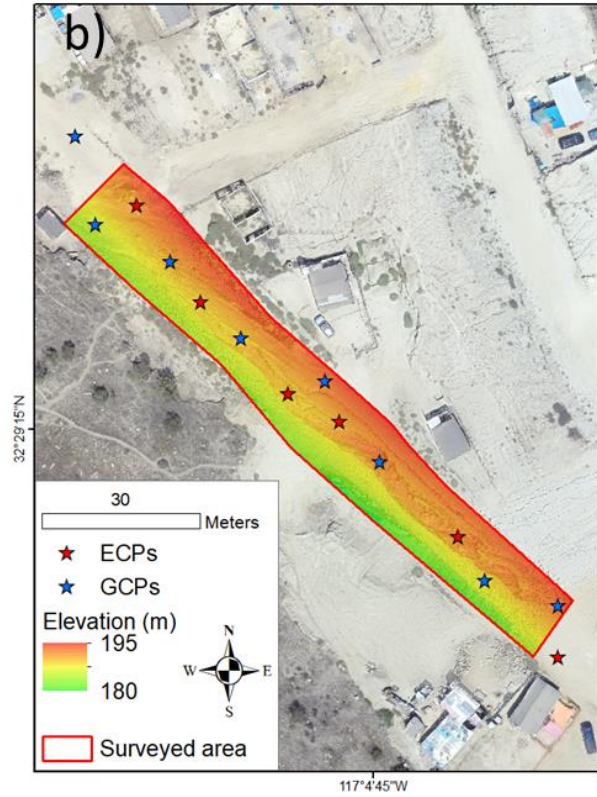 b)
32°29'15"N
30
Meters
ECPs
GCPs
Elevation (m)
195
180
N
W E
S
Surveyed area
117°4'45"W